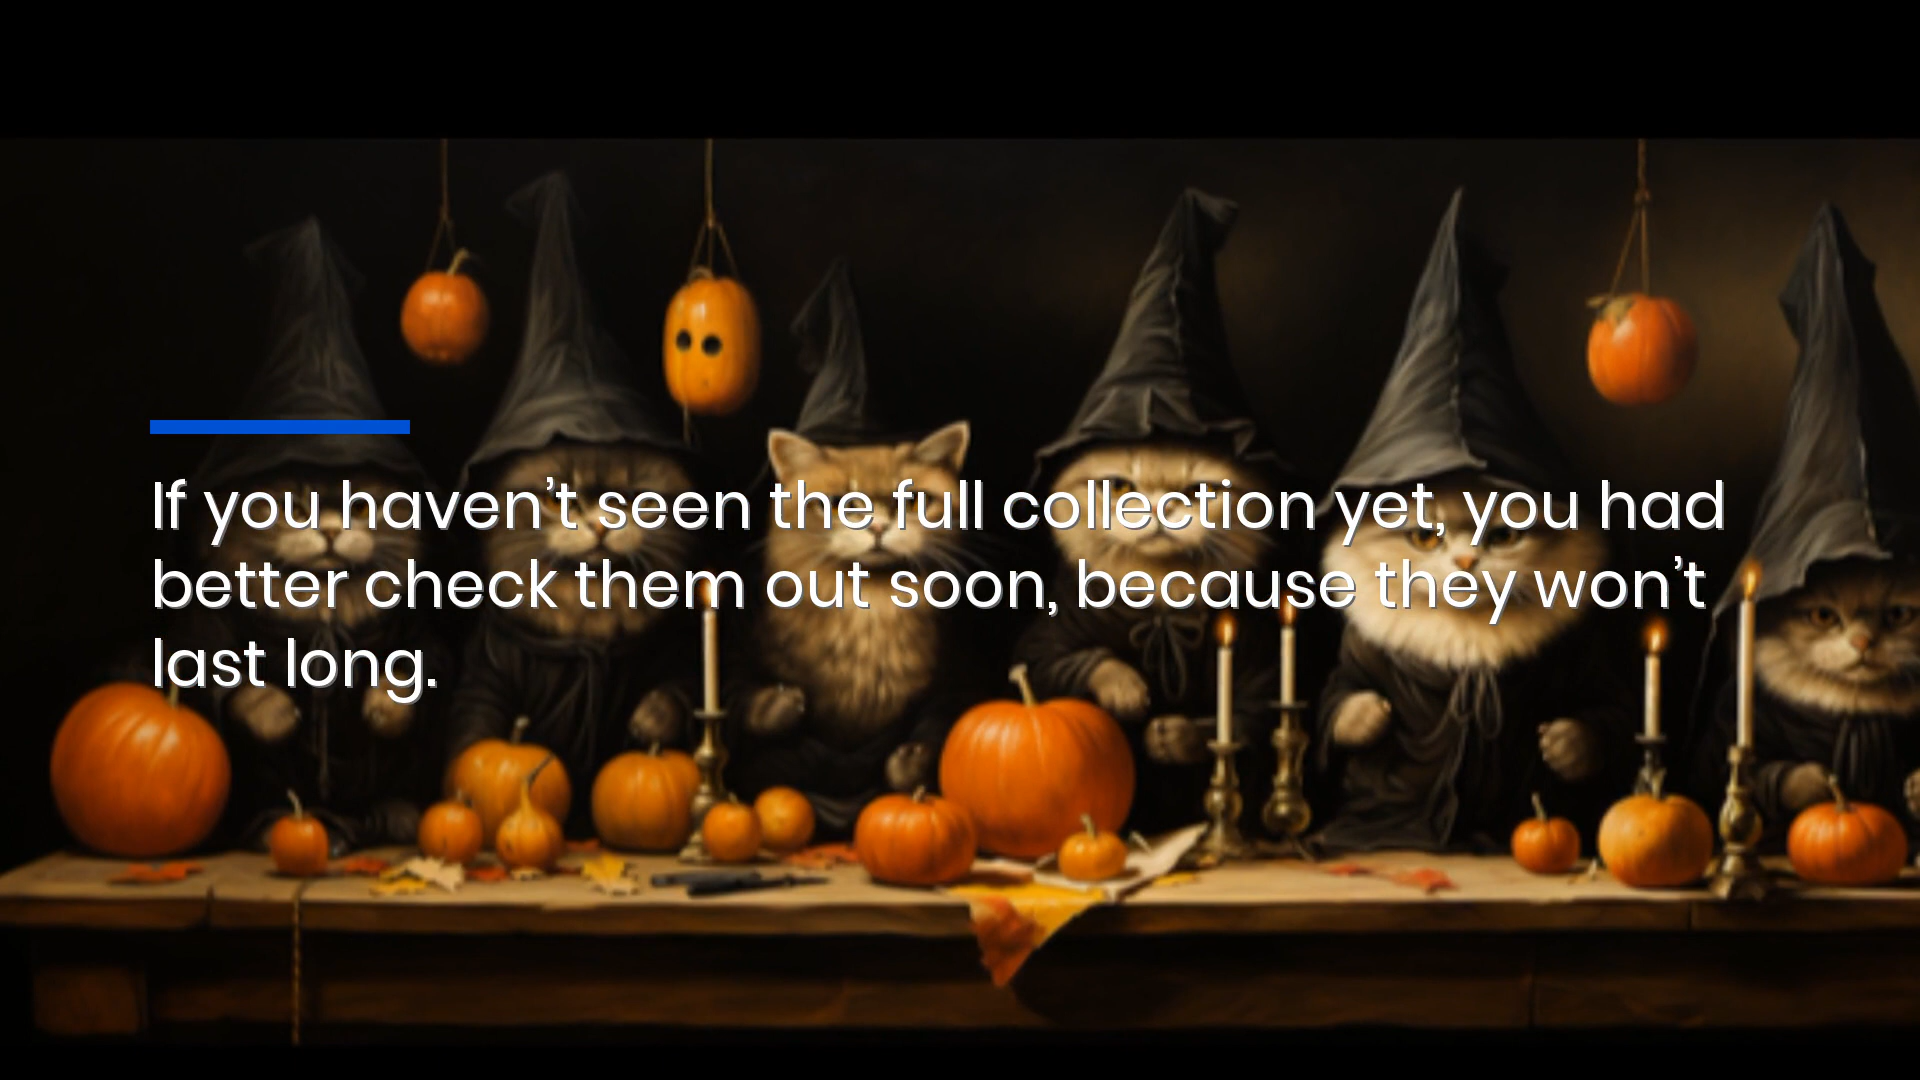 If you haven’t seen the full collection yet, you had
better check them out soon, because they won’t
last long.